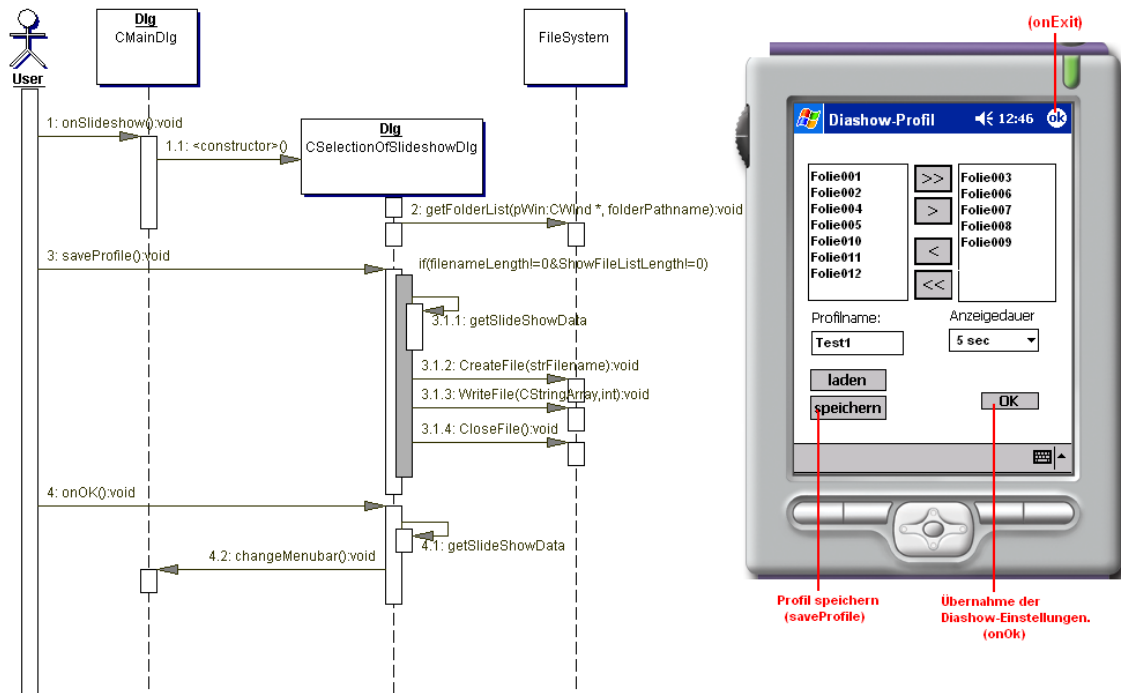 Dlg
CMainDlg
FileSystem
User
1: onSlideshow():void
1.1: <constructor>()
Dlg
CSelectionOfSlideshowDlg
2: getFolderList(pWin:CWind *, folderPathname):void
3: saveProfile():void
if(filenameLength!=0&ShowFileListLength!=0)
3.1.1: getSlideShowData
3.1.2: CreateFile(strFilename):void
3.1.3: WriteFile(CStringArray,int):void
3.1.4: CloseFile():void
4: onOK():void
4.1: getSlideShowData
4.2: changeMenubar():void
(onExit)
Diashow-Profil 12:46 ok
Folie001
Folie002
Folie004
Folie005
Folie010
Folie011
Folie012
>>
>
<
<<
Folie003
Folie006
Folie007
Folie008
Folie009
Profilname:
Anzeigedauer
Test1
5 sec
laden
speichern
OK
Profil speichern
(saveProfile)
Übernahme der
Diashow-Einstellungen.
(onOk)